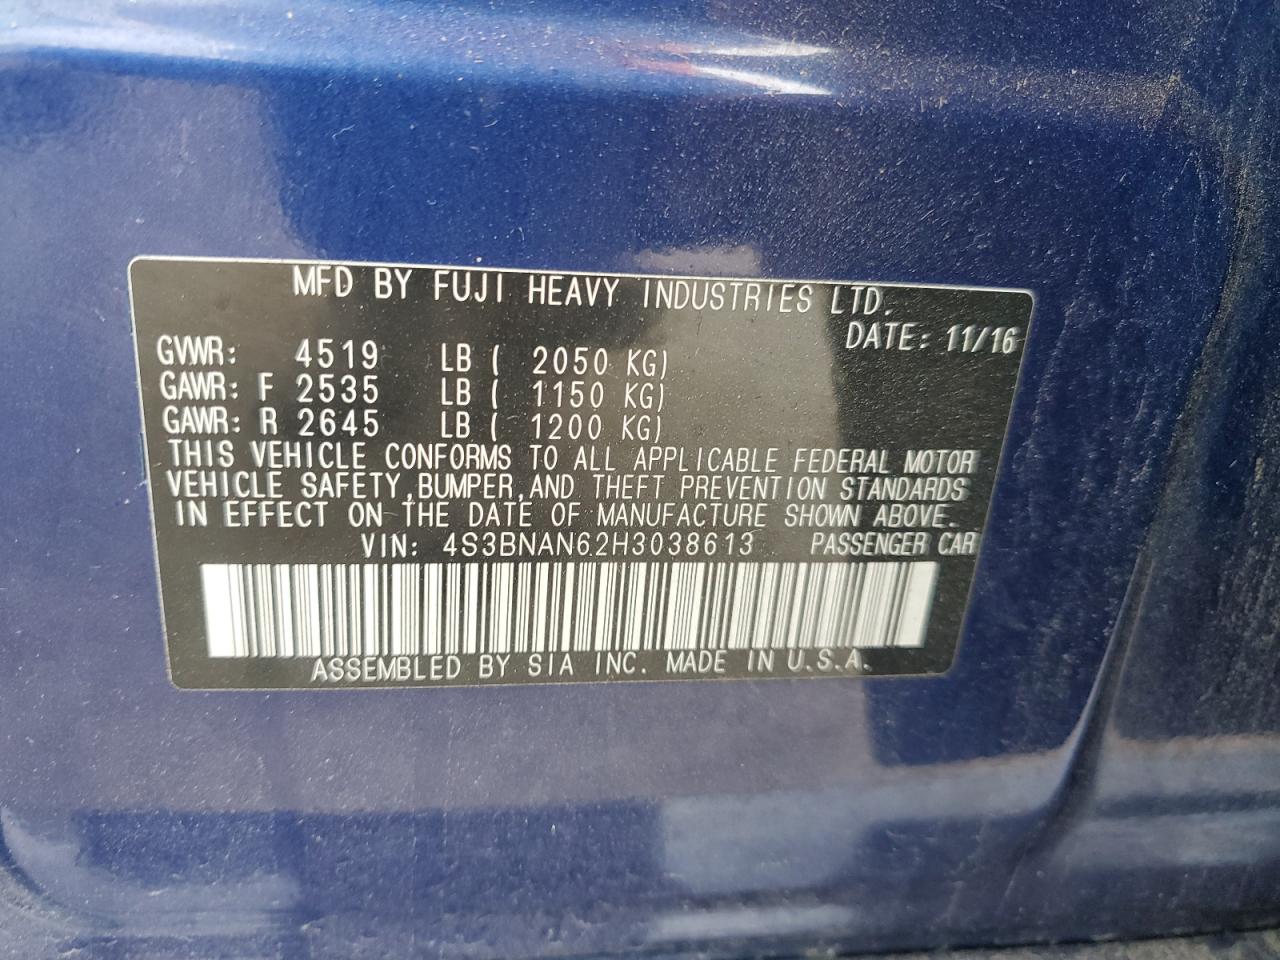 MFD BY FUJI HEAVY INDUSTRIES LTD.
DATE: 11/16
GVWR: 4519 LB ( 2050 KG)
GAWR: F 2535 LB ( 1150 KG)
GAWR: R 2645 LB ( 1200 KG)
THIS VEHICLE CONFORMS TO ALL APPLICABLE FEDERAL MOTOR
VEHICLE SAFETY, BUMPER, AND THEFT PREVENTION STANDARDS
IN EFFECT ON THE DATE OF MANUFACTURE SHOWN ABOVE.
VIN: 4S3BNAN62H3038613 PASSENGER CAR
ASSEMBLED BY SIA INC. MADE IN U.S.A.